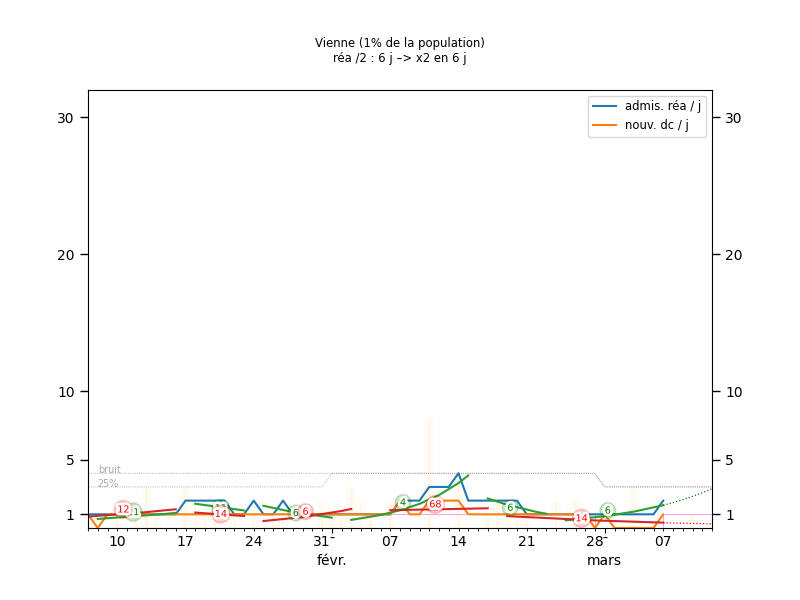 Vienne (1% de la population)
réa /2 : 6 j –> x2 en 6 j
admis. réa / j
nouv. dc / j
30 30
20 20
10 10
5 5
1 1
bruit
25%
12 1 14 6 6 4 68 6 14 6
10 17 24 31 07 14 21 28 07
févr. mars